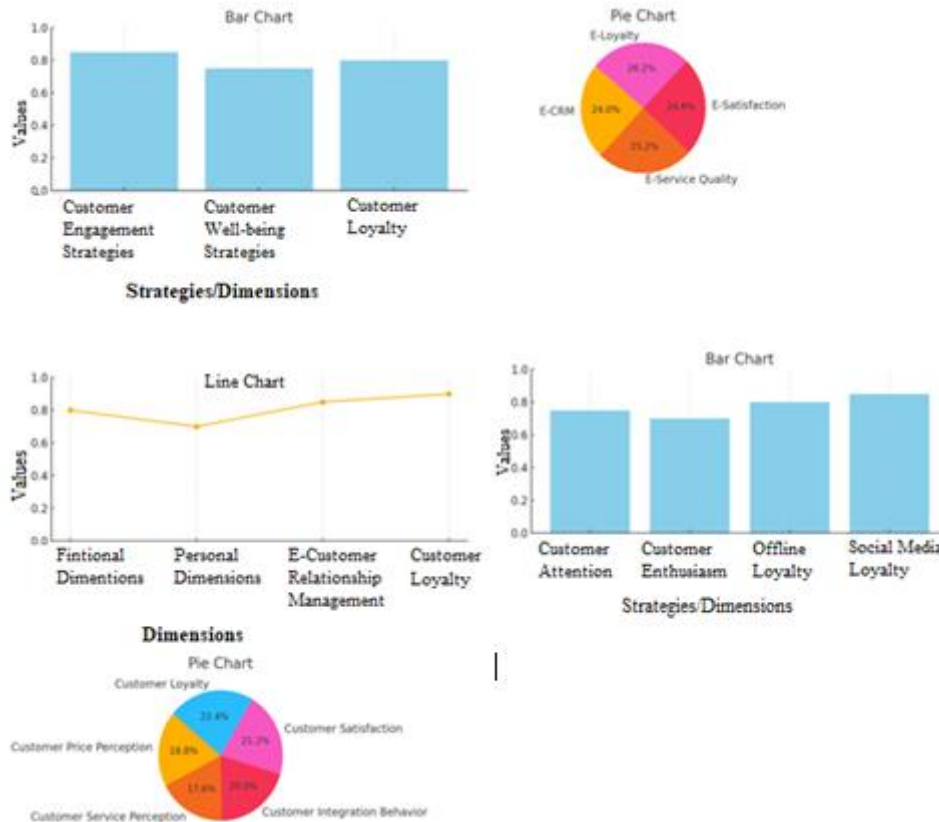 Bar Chart
1.0
0.8
0.6
0.4
0.2
0.0
Values
Customer Engagement Strategies
Customer Well-being Strategies
Customer Loyalty
Strategies/Dimensions
Pie Chart
E-Loyalty
26.2%
E-CRM
24.0%
E-Satisfaction
E-Service Quality
25.2%
Line Chart
1.0
0.8
0.6
0.4
0.2
0.0
Values
Fintional Dimentions
Personal Dimensions
E-Customer Relationship Management
Customer Loyalty
Dimensions
Bar Chart
1.0
0.8
0.6
0.4
0.2
0.0
Values
Customer Attention
Customer Enthusiasm
Offline Loyalty
Social Media Loyalty
Strategies/Dimensions
Pie Chart
Customer Loyalty
22.4%
Customer Price Perception
18.8%
Customer Satisfaction
21.2%
Customer Service Perception
17.6%
Customer Integration Behavior
20.0%